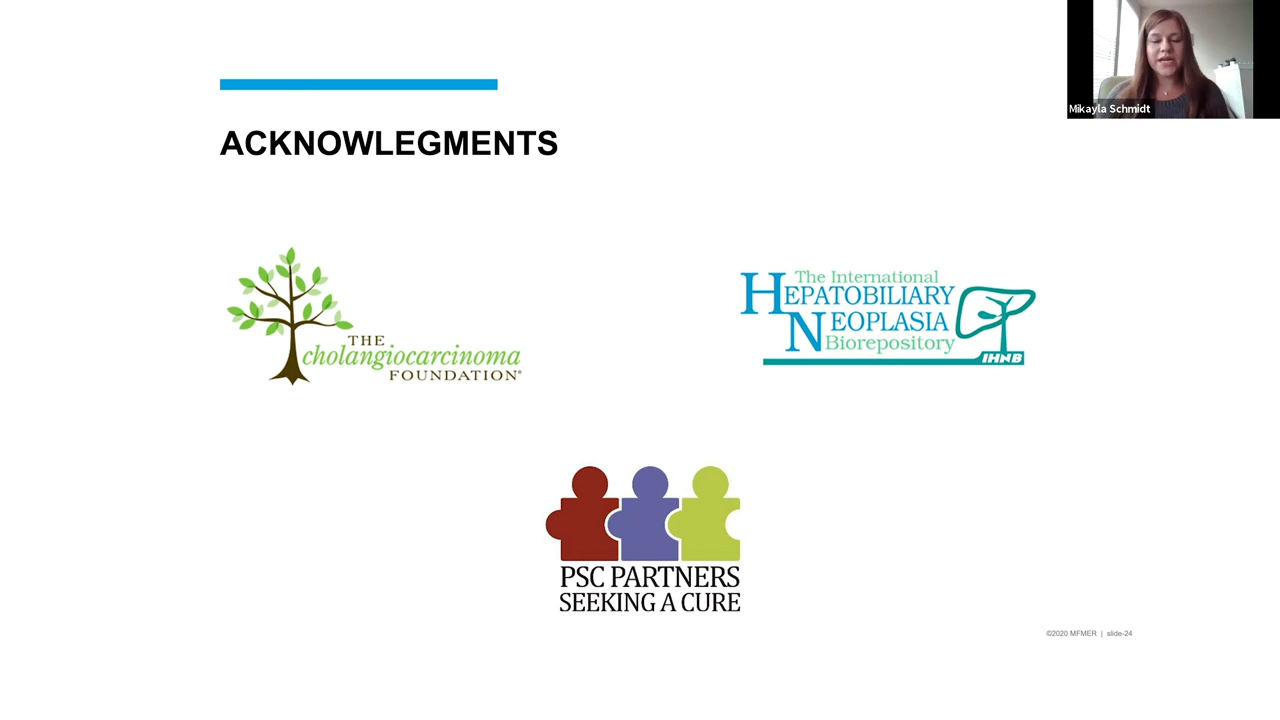 Mikayla Schmidt
ACKNOWLEGMENTS
THE
cholangiocarcinoma
FOUNDATION®
The International
HEPATOBILIARY
NEOPLASIA
Biorepository
IHNB
PSC PARTNERS
SEEKING A CURE
©2020 MFMER | slide-24